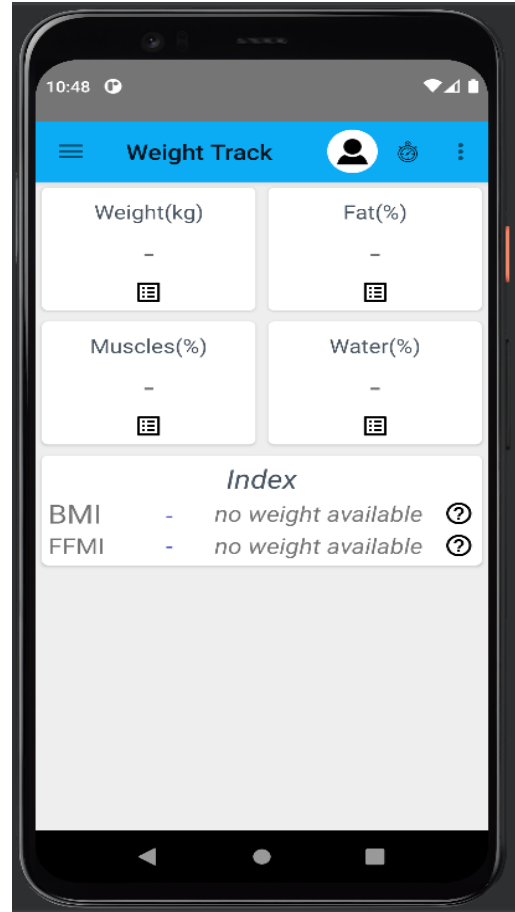 10:48
Weight Track
Weight(kg) Fat(%)
- -
Muscles(%) Water(%)
- -
Index
BMI - no weight available ?
FFMI - no weight available ?